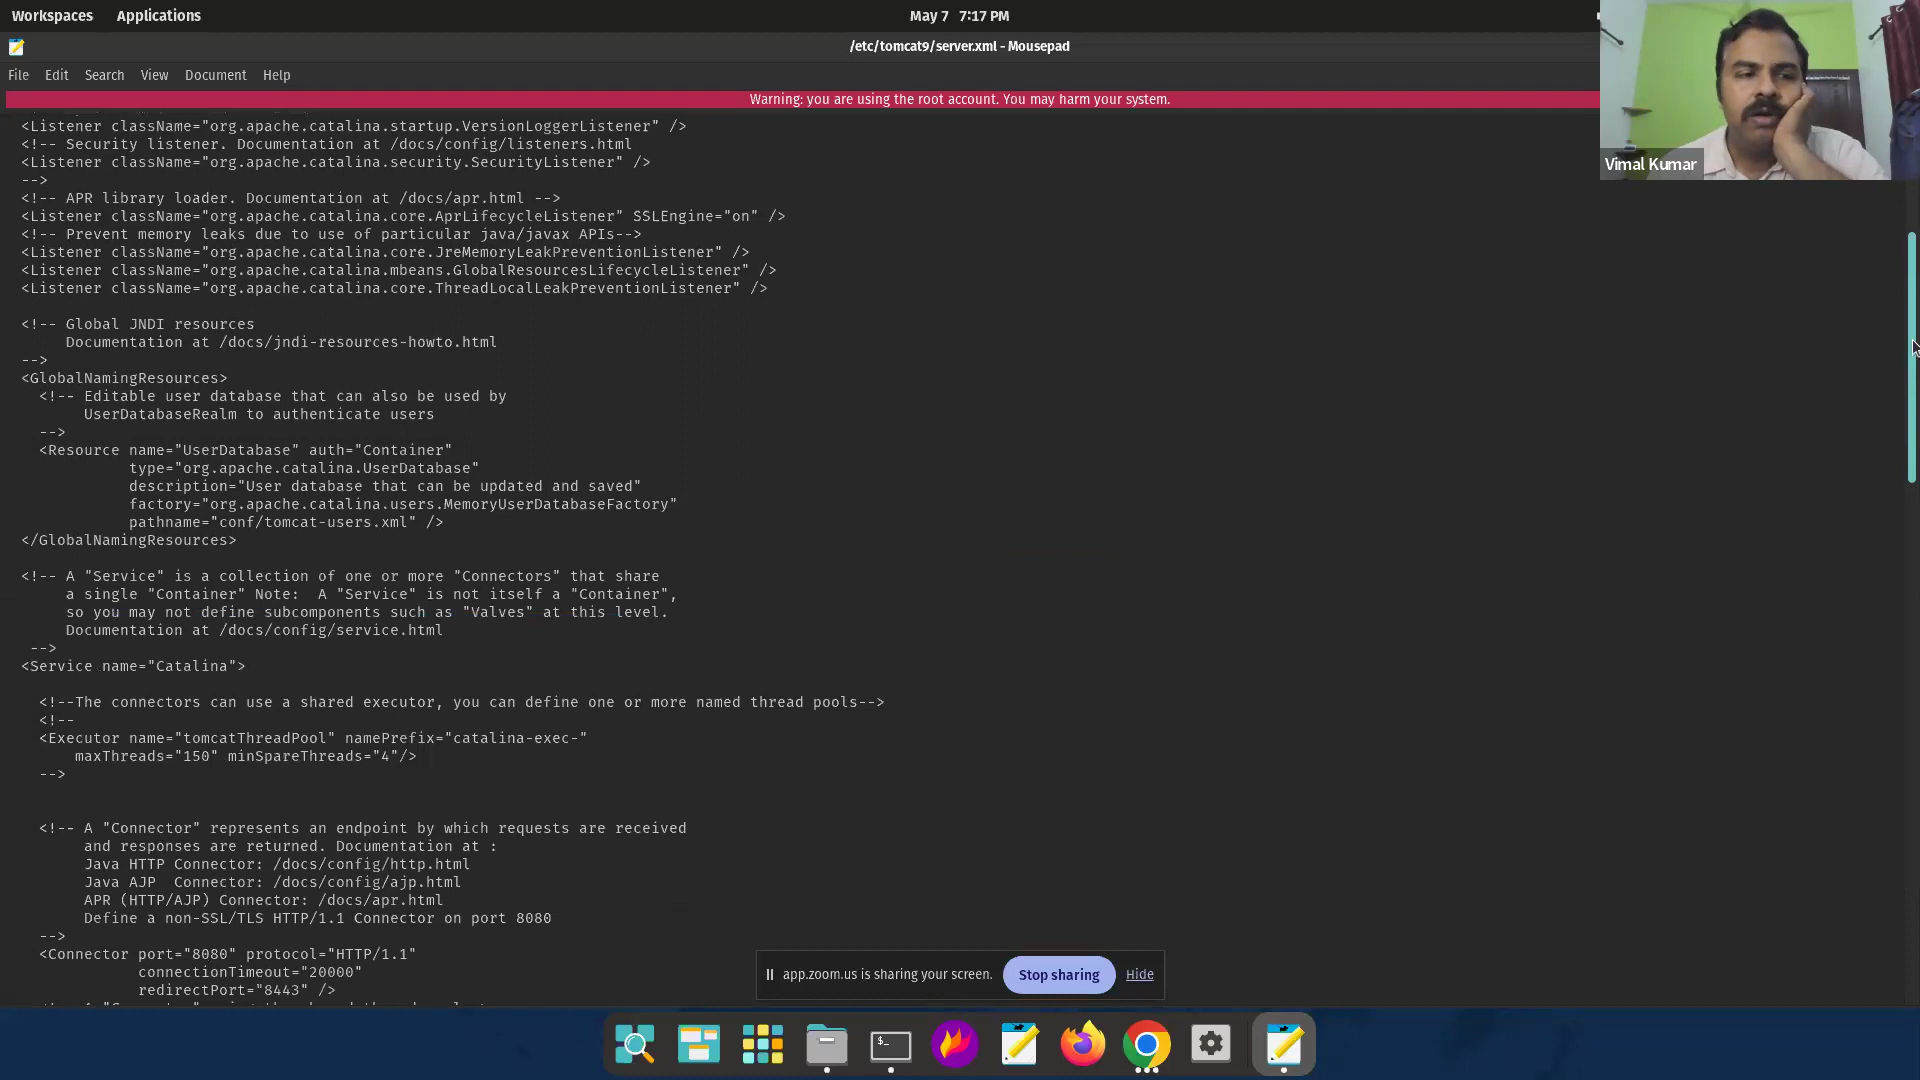 Workspaces Applications May 7 7:17 PM
/etc/tomcat9/server.xml - Mousepad
File Edit Search View Document Help
Warning: you are using the root account. You may harm your system.
Vimal Kumar
<Listener className="org.apache.catalina.startup.VersionLoggerListener" />
<!-- Security listener. Documentation at /docs/config/listeners.html
<Listener className="org.apache.catalina.security.SecurityListener" />
-->
<!-- APR library loader. Documentation at /docs/apr.html -->
<Listener className="org.apache.catalina.core.AprLifecycleListener" SSLEngine="on" />
<!-- Prevent memory leaks due to use of particular java/javax APIs-->
<Listener className="org.apache.catalina.core.JreMemoryLeakPreventionListener" />
<Listener className="org.apache.catalina.mbeans.GlobalResourcesLifecycleListener" />
<Listener className="org.apache.catalina.core.ThreadLocalLeakPreventionListener" />
<!-- Global JNDI resources
Documentation at /docs/jndi-resources-howto.html
-->
<GlobalNamingResources>
<!-- Editable user database that can also be used by
UserDatabaseRealm to authenticate users
-->
<Resource name="UserDatabase" auth="Container"
type="org.apache.catalina.UserDatabase"
description="User database that can be updated and saved"
factory="org.apache.catalina.users.MemoryUserDatabaseFactory"
pathname="conf/tomcat-users.xml" />
</GlobalNamingResources>
<!-- A "Service" is a collection of one or more "Connectors" that share
a single "Container" Note:  A "Service" is not itself a "Container",
so you may not define subcomponents such as "Valves" at this level.
Documentation at /docs/config/service.html
-->
<Service name="Catalina">
<!--The connectors can use a shared executor, you can define one or more named thread pools-->
<!--
<Executor name="tomcatThreadPool" namePrefix="catalina-exec-"
maxThreads="150" minSpareThreads="4"/>
-->
<!-- A "Connector" represents an endpoint by which requests are received
and responses are returned. Documentation at :
Java HTTP Connector: /docs/config/http.html
Java AJP  Connector: /docs/config/ajp.html
APR (HTTP/AJP) Connector: /docs/apr.html
Define a non-SSL/TLS HTTP/1.1 Connector on port 8080
-->
<Connector port="8080" protocol="HTTP/1.1"
connectionTimeout="20000"
redirectPort="8443" />
app.zoom.us is sharing your screen. Stop sharing Hide